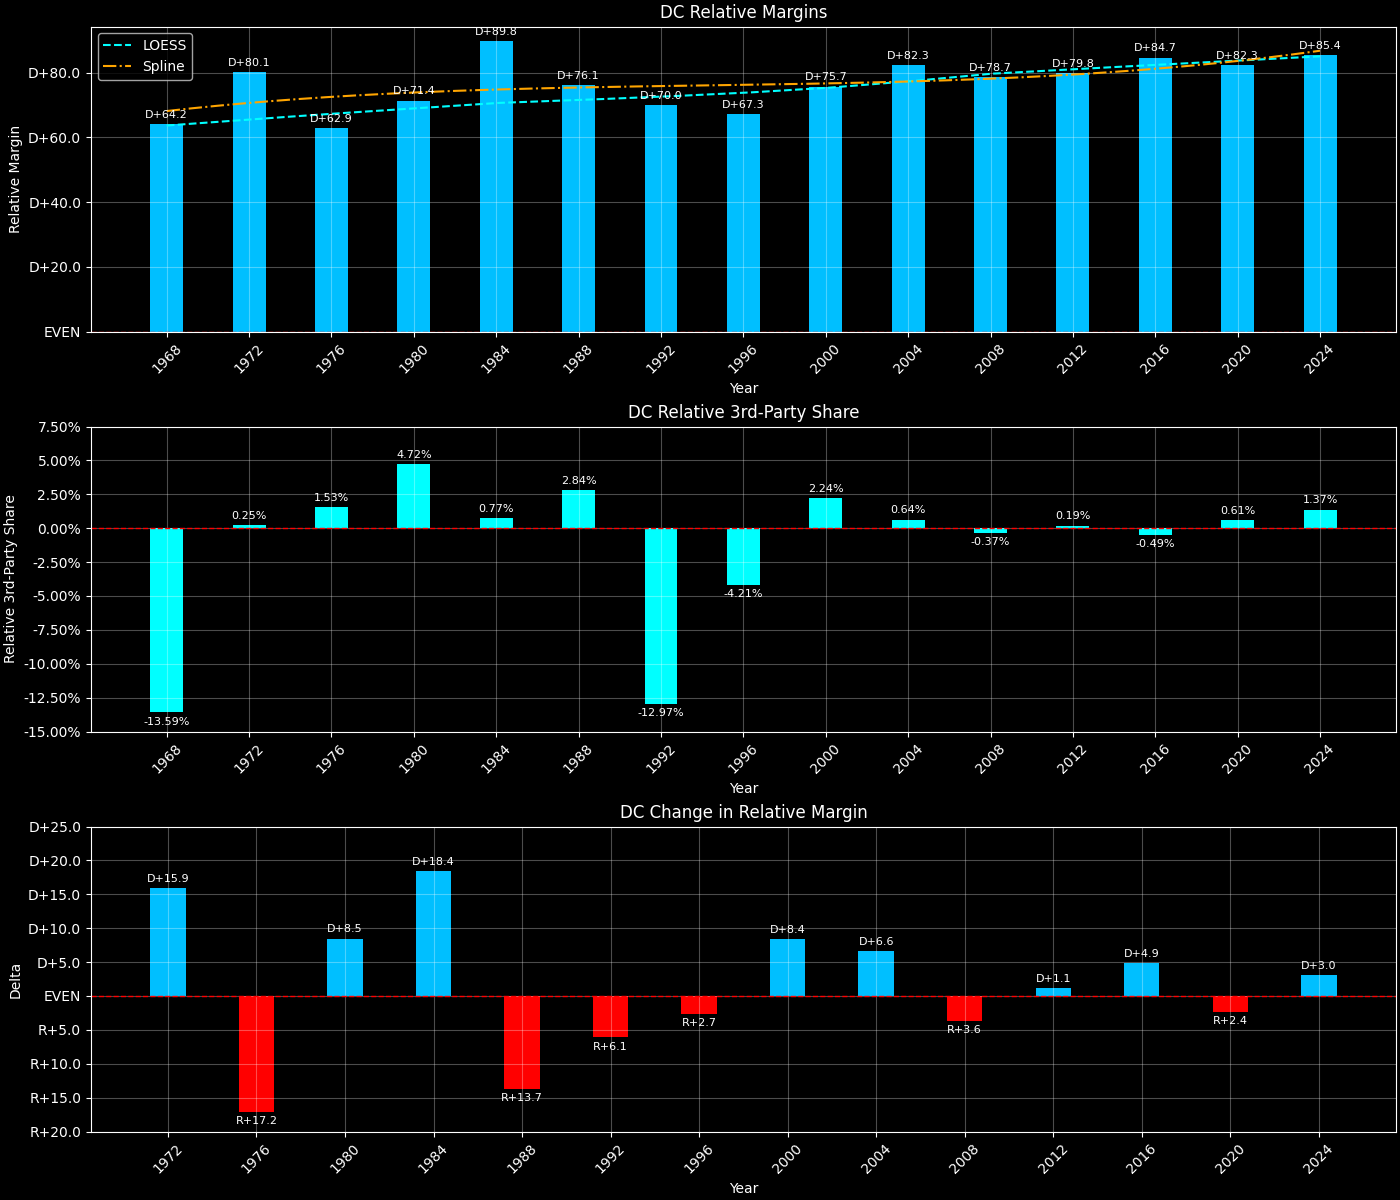 DC Relative Margins
LOESS
Spline
Relative Margin
D+80.0
D+60.0
D+40.0
D+20.0
EVEN
D+64.2
D+80.1
D+62.9
D+71.4
D+89.8
D+76.1
D+70.0
D+67.3
D+75.7
D+82.3
D+78.7
D+79.8
D+84.7
D+82.3
D+85.4
1968
1972
1976
1980
1984
1988
1992
1996
2000
2004
2008
2012
2016
2020
2024
Year
DC Relative 3rd-Party Share
Relative 3rd-Party Share
7.50%
5.00%
2.50%
0.00%
-2.50%
-5.00%
-7.50%
-10.00%
-12.50%
-15.00%
-13.59%
0.25%
1.53%
4.72%
0.77%
2.84%
-12.97%
-4.21%
2.24%
0.64%
-0.37%
0.19%
-0.49%
0.61%
1.37%
1968
1972
1976
1980
1984
1988
1992
1996
2000
2004
2008
2012
2016
2020
2024
Year
DC Change in Relative Margin
Delta
D+25.0
D+20.0
D+15.0
D+10.0
D+5.0
EVEN
R+5.0
R+10.0
R+15.0
R+20.0
D+15.9
R+17.2
D+8.5
D+18.4
R+13.7
R+6.1
R+2.7
D+8.4
D+6.6
R+3.6
D+1.1
D+4.9
R+2.4
D+3.0
1972
1976
1980
1984
1988
1992
1996
2000
2004
2008
2012
2016
2020
2024
Year